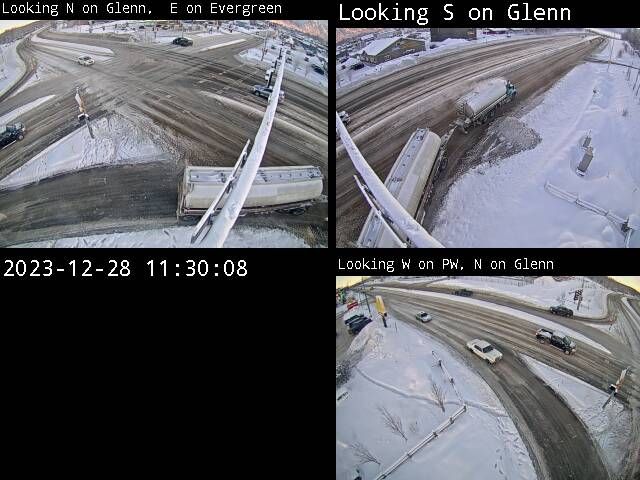 Looking N on Glenn,  E on Evergreen
Looking S on Glenn
2023-12-28 11:30:08
Looking W on PW, N on Glenn